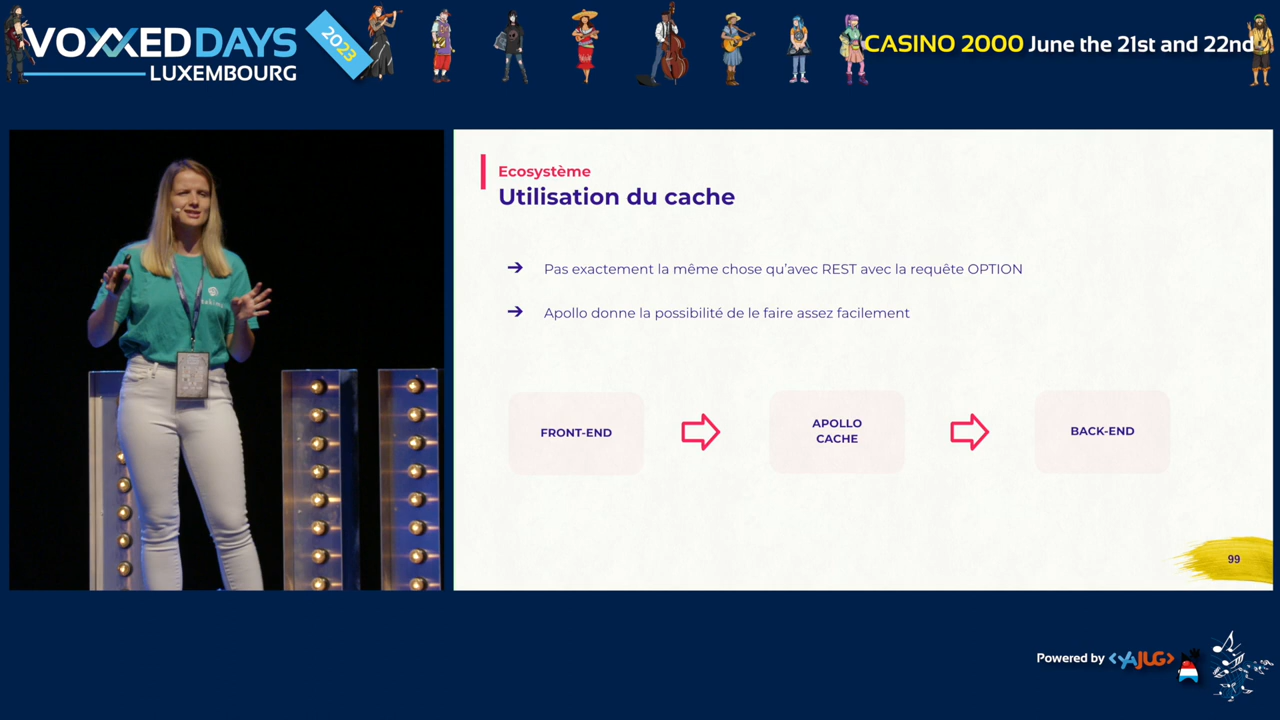 VOXXED DAYS
LUXEMBOURG
2023
CASINO 2000 June the 21st and 22nd
Ecosystème
Utilisation du cache
➔ Pas exactement la même chose qu'avec REST avec la requête OPTION
➔ Apollo donne la possibilité de le faire assez facilement
FRONT-END
APOLLO
CACHE
BACK-END
99
Powered by <YAJUG>